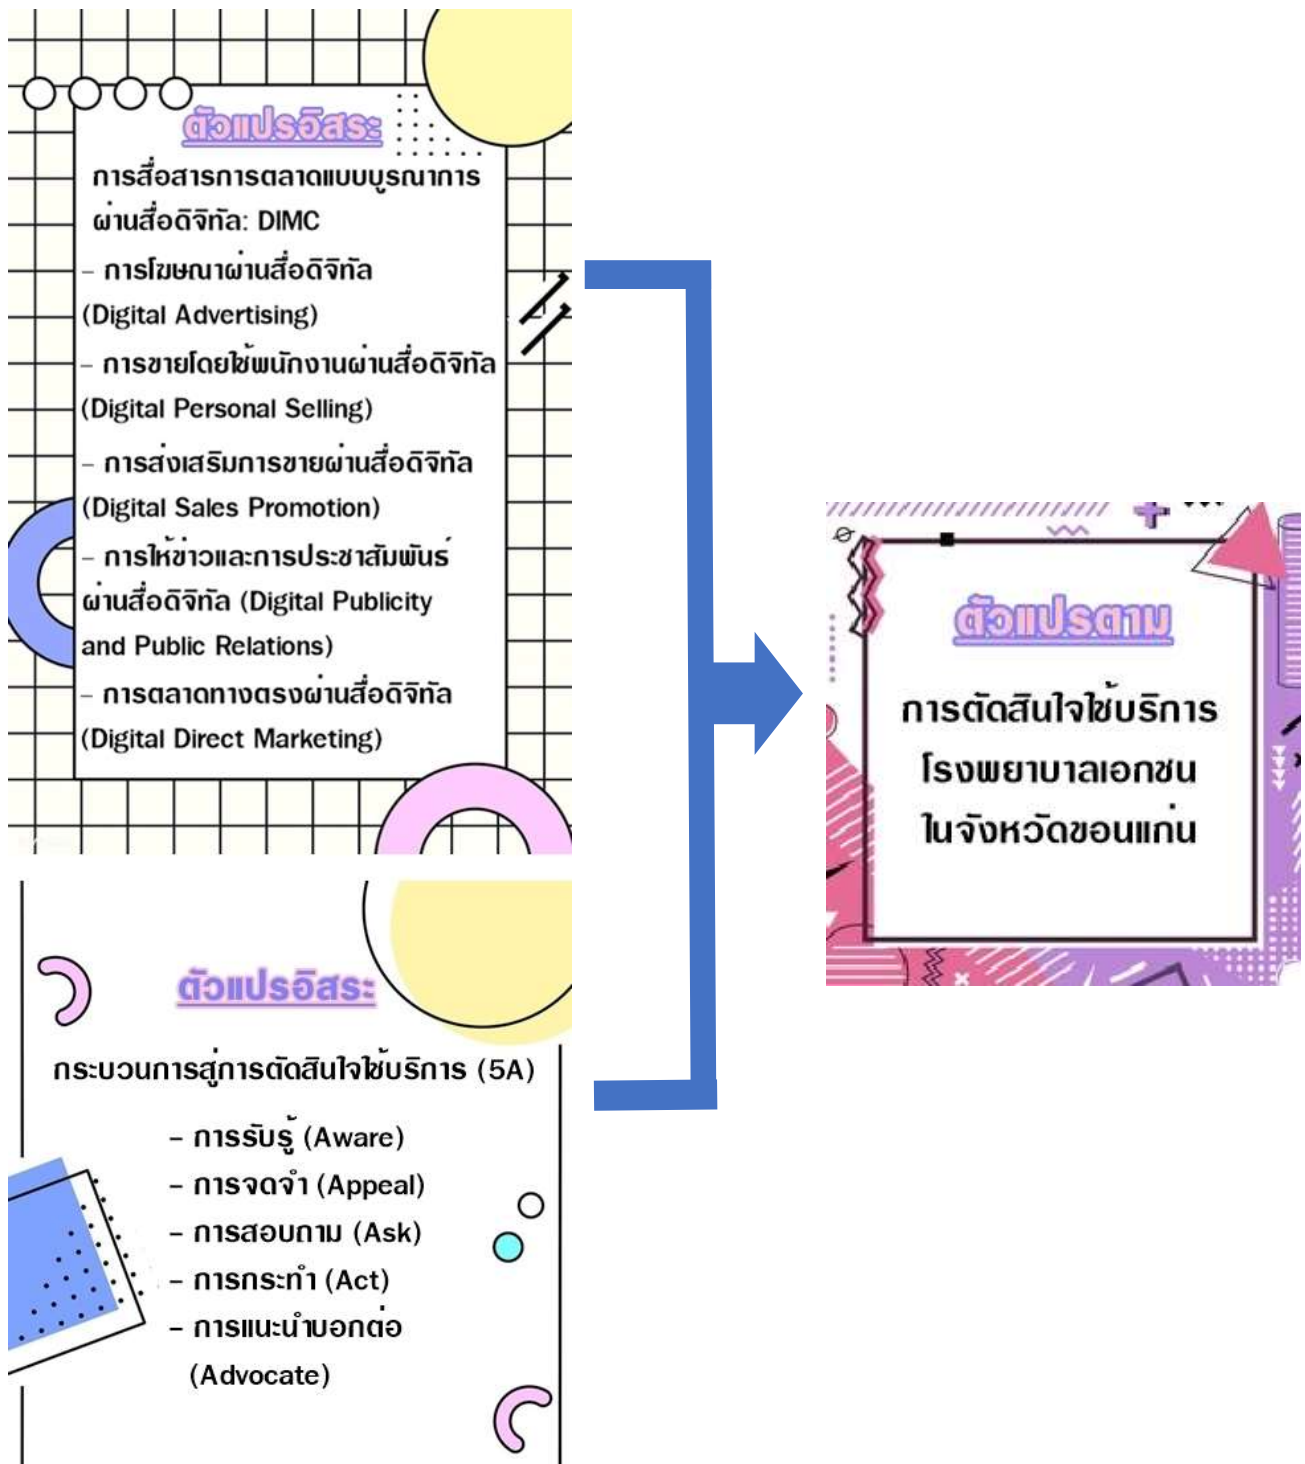 ตัวแปรอิสระ
การสื่อสารการตลาดแบบบูรณาการ
ผ่านสื่อดิจิทัล: DIMC
– การโฆษณาผ่านสื่อดิจิทัล
(Digital Advertising)
– การขายโดยใช้พนักงานผ่านสื่อดิจิทัล
(Digital Personal Selling)
– การส่งเสริมการขายผ่านสื่อดิจิทัล
(Digital Sales Promotion)
– การให้ข่าวและการประชาสัมพันธ์
ผ่านสื่อดิจิทัล (Digital Publicity
and Public Relations)
– การตลาดทางตรงผ่านสื่อดิจิทัล
(Digital Direct Marketing)
ตัวแปรอิสระ
กระบวนการสู่การตัดสินใจใช้บริการ (5A)
– การรับรู้ (Aware)
– การจดจำ (Appeal)
– การสอบถาม (Ask)
– การกระทำ (Act)
– การแนะนำบอกต่อ
(Advocate)
ตัวแปรตาม
การตัดสินใจใช้บริการ
โรงพยาบาลเอกชน
ในจังหวัดขอนแก่น